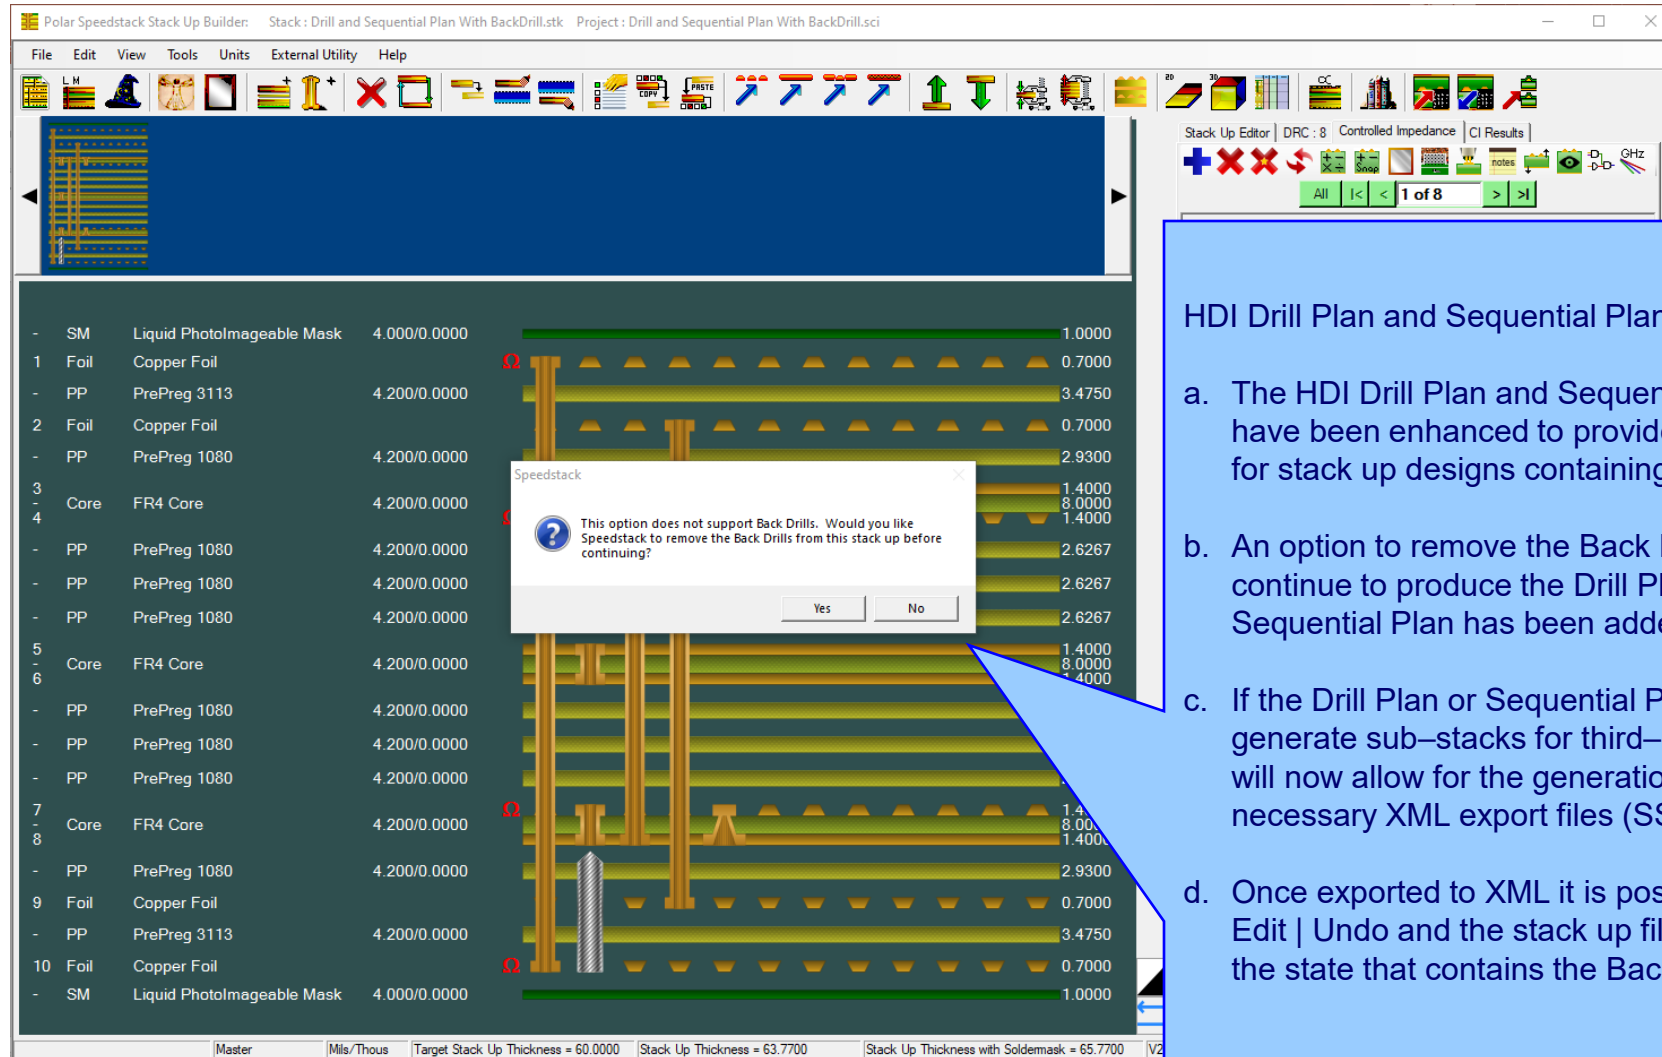 Polar Speedstack Stack Up Builder: Stack : Drill and Sequential Plan With BackDrill.stk Project : Drill and Sequential Plan With BackDrill.sci
File Edit View Tools Units External Utility Help
Stack Up Editor DRC : 8 Controlled Impedance CI Results
All |< < 1 of 8 > >|
- SM Liquid PhotoImageable Mask 4.000/0.0000 1.0000
1 Foil Copper Foil Ω 0.7000
- PP PrePreg 3113 4.200/0.0000 3.4750
2 Foil Copper Foil 0.7000
- PP PrePreg 1080 4.200/0.0000 2.9300
3 1.4000
- Core FR4 Core 4.200/0.0000 8.0000
4 1.4000
- PP PrePreg 1080 4.200/0.0000 2.6267
- PP PrePreg 1080 4.200/0.0000 2.6267
- PP PrePreg 1080 4.200/0.0000 2.6267
5 1.4000
- Core FR4 Core 4.200/0.0000 8.0000
6 1.4000
- PP PrePreg 1080 4.200/0.0000
- PP PrePreg 1080 4.200/0.0000
- PP PrePreg 1080 4.200/0.0000
7 Ω 1.4
- Core FR4 Core 4.200/0.0000 8.00
8 1.400
- PP PrePreg 1080 4.200/0.0000 2.9300
9 Foil Copper Foil 0.7000
- PP PrePreg 3113 4.200/0.0000 3.4750
10 Foil Copper Foil Ω 0.7000
- SM Liquid PhotoImageable Mask 4.000/0.0000 1.0000
Speedstack
This option does not support Back Drills. Would you like
Speedstack to remove the Back Drills from this stack up before
continuing?
Yes No
HDI Drill Plan and Sequential Plan
a. The HDI Drill Plan and Sequen
have been enhanced to provide
for stack up designs containing
b. An option to remove the Back
continue to produce the Drill Pl
Sequential Plan has been adde
c. If the Drill Plan or Sequential P
generate sub–stacks for third–
will now allow for the generatio
necessary XML export files (SS
d. Once exported to XML it is pos
Edit | Undo and the stack up fil
the state that contains the Bac
Master Mils/Thous Target Stack Up Thickness = 60.0000 Stack Up Thickness = 63.7700 Stack Up Thickness with Soldermask = 65.7700 V2
L M
COPY
PASTE
2D
3D
Snap
notes
GHz